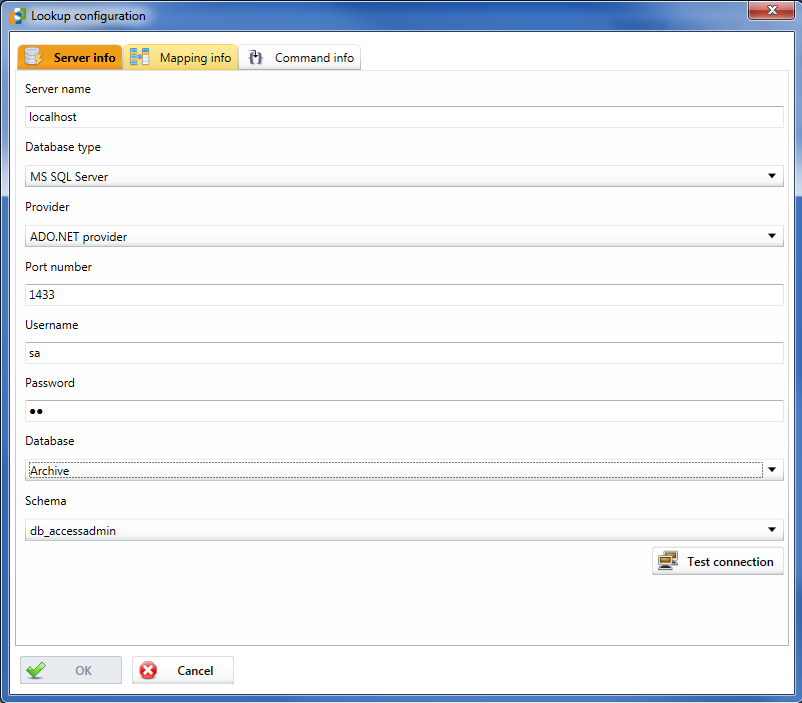 Lookup configuration
Server info Mapping info Command info
Server name
localhost
Database type
MS SQL Server
Provider
ADO.NET provider
Port number
1433
Username
sa
Password
●●
Database
Archive
Schema
db_accessadmin
Test connection
OK Cancel